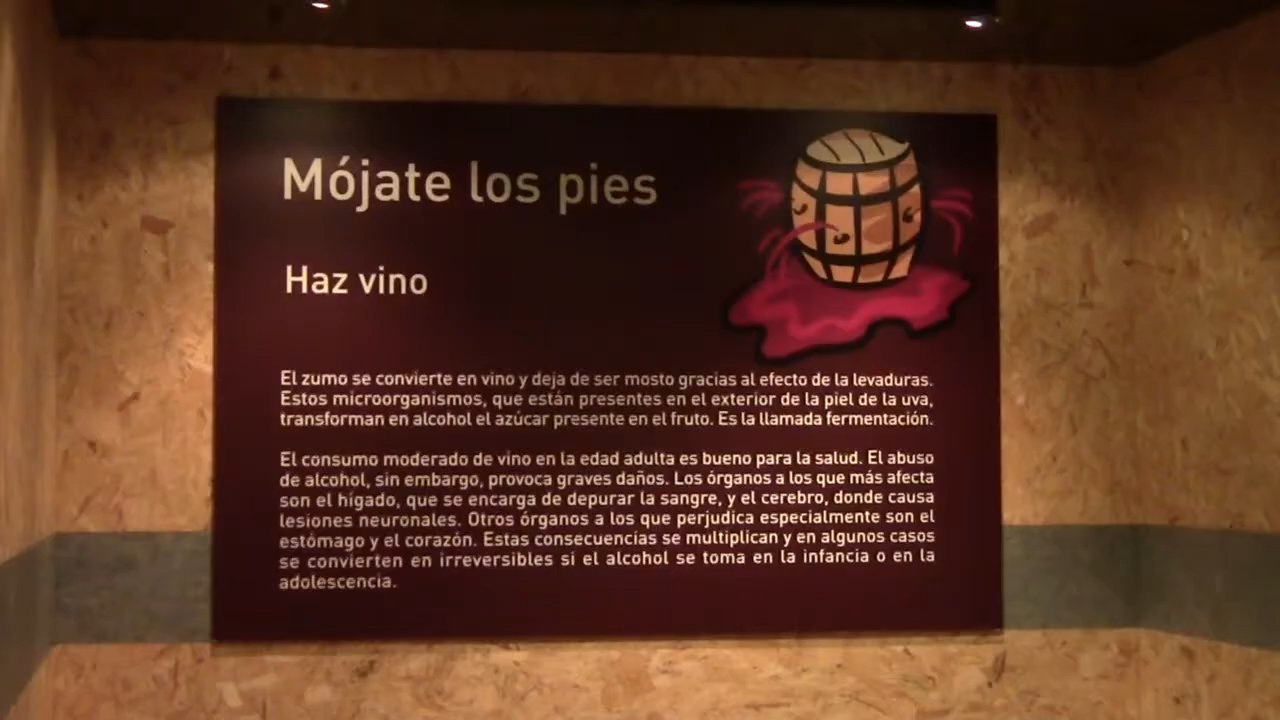 Mójate los pies
Haz vino
El zumo se convierte en vino y deja de ser mosto gracias al efecto de la levaduras.
Estos microorganismos, que están presentes en el exterior de la piel de la uva,
transforman en alcohol el azúcar presente en el fruto. Es la llamada fermentación.
El consumo moderado de vino en la edad adulta es bueno para la salud. El abuso
de alcohol, sin embargo, provoca graves daños. Los órganos a los que más afecta
son el hígado, que se encarga de depurar la sangre, y el cerebro, donde causa
lesiones neuronales. Otros órganos a los que perjudica especialmente son el
estómago y el corazón. Estas consecuencias se multiplican y en algunos casos
se convierten en irreversibles si el alcohol se toma en la infancia o en la
adolescencia.